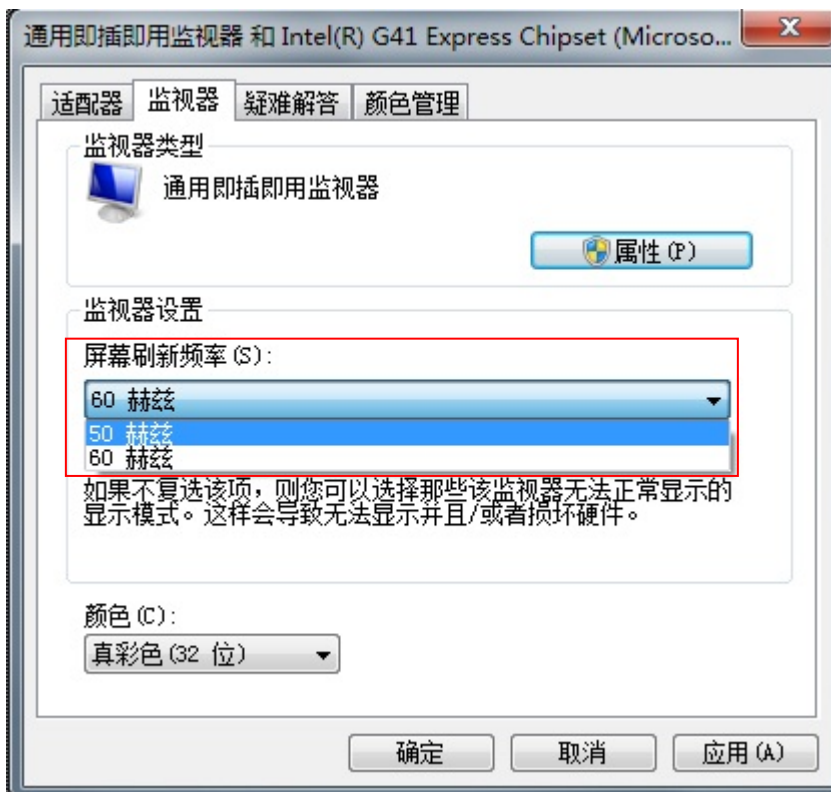 通用即插即用监视器 和 Intel(R) G41 Express Chipset (Microso...
适配器 监视器 疑难解答 颜色管理
监视器类型
通用即插即用监视器
属性(P)
监视器设置
屏幕刷新频率(S):
60 赫兹
50 赫兹
60 赫兹
如果不复选该项，则您可以选择那些该监视器无法正常显示的
显示模式。这样会导致无法显示并且/或者损坏硬件。
颜色(C):
真彩色(32 位)
确定 取消 应用(A)